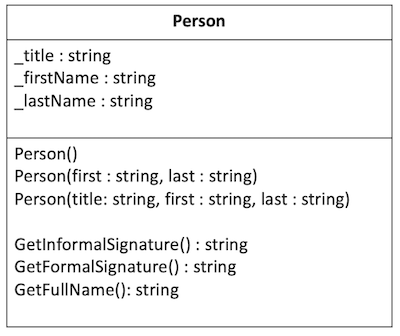 Person
_title : string
_firstName : string
_lastName : string
Person()
Person(first : string, last : string)
Person(title: string, first : string, last : string)
GetInformalSignature() : string
GetFormalSignature() : string
GetFullName(): string